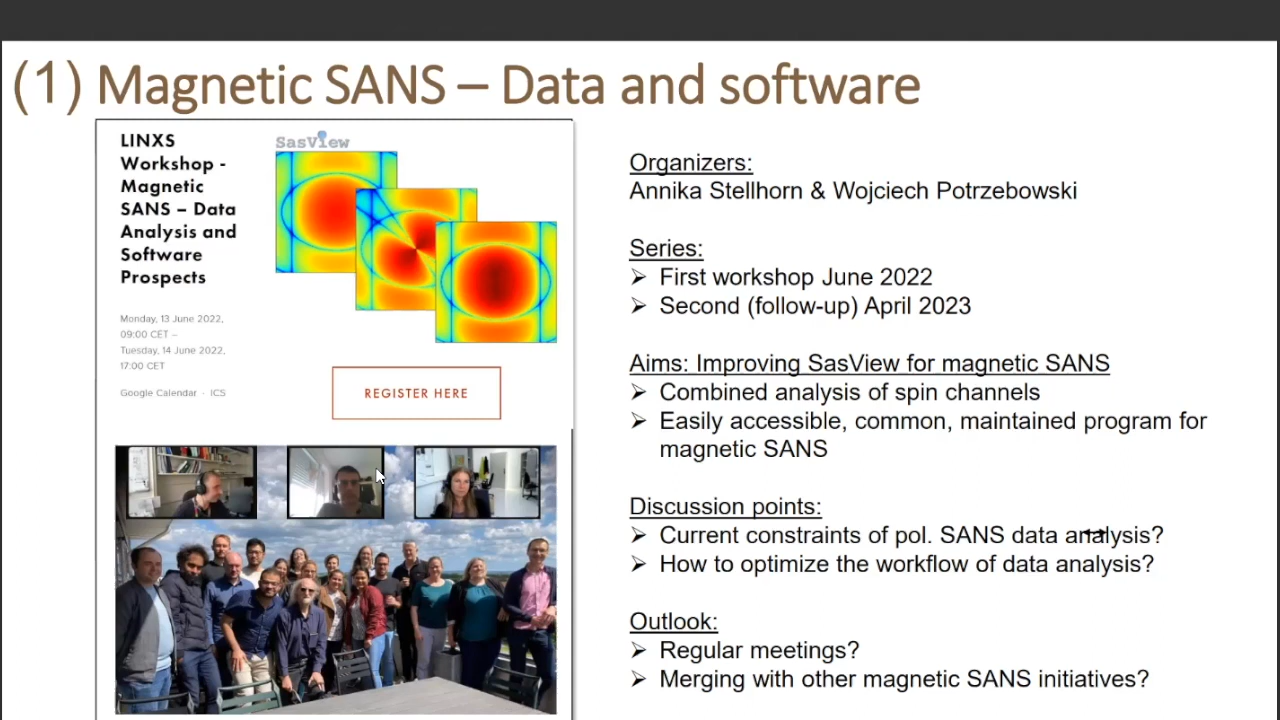 (1) Magnetic SANS – Data and software
LINXS
Workshop -
Magnetic
SANS – Data
Analysis and
Software
Prospects
Monday, 13 June 2022,
09:00 CET –
Tuesday, 14 June 2022,
17:00 CET
Google Calendar · ICS
SasView
REGISTER HERE
Organizers:
Annika Stellhorn & Wojciech Potrzebowski
Series:
➢ First workshop June 2022
➢ Second (follow-up) April 2023
Aims: Improving SasView for magnetic SANS
➢ Combined analysis of spin channels
➢ Easily accessible, common, maintained program for
magnetic SANS
Discussion points:
➢ Current constraints of pol. SANS data analysis?
➢ How to optimize the workflow of data analysis?
Outlook:
➢ Regular meetings?
➢ Merging with other magnetic SANS initiatives?